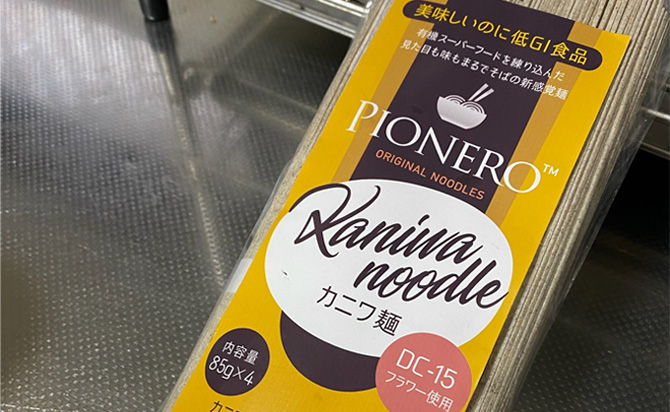 美味しいのに低GI食品
有機スーパーフードを練り込んだ
見た目も味もまるでそばの新感覚麺
PIONERO™
ORIGINAL NOODLES
Kaniwa
noodle
カニワ麺
内容量
85g×4
DC-15
フラワー使用